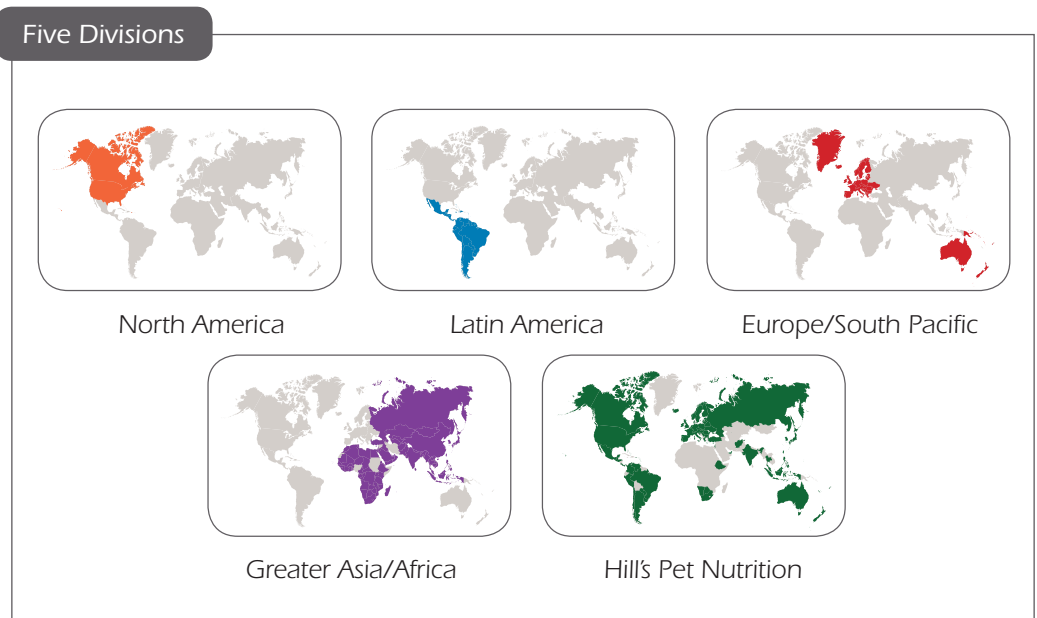 Five Divisions
North America
Latin America
Europe/South Pacific
Greater Asia/Africa
Hill's Pet Nutrition